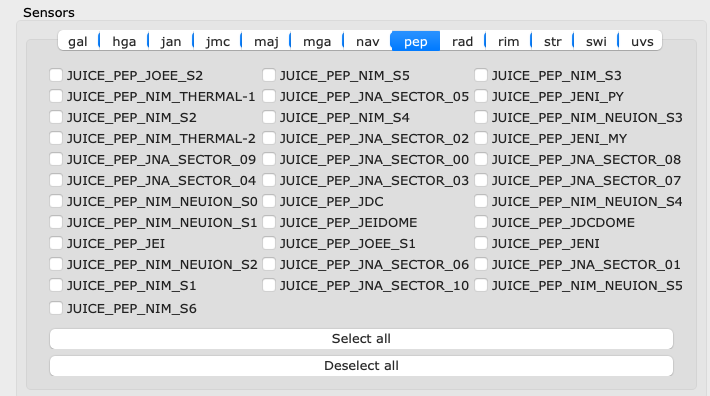 Sensors
gal hga jan jmc maj mga nav pep rad rim str swi uvs
JUICE_PEP_JOEE_S2 JUICE_PEP_NIM_S5 JUICE_PEP_NIM_S3
JUICE_PEP_NIM_THERMAL-1 JUICE_PEP_JNA_SECTOR_05 JUICE_PEP_JENI_PY
JUICE_PEP_NIM_S2 JUICE_PEP_NIM_S4 JUICE_PEP_NIM_NEUION_S3
JUICE_PEP_NIM_THERMAL-2 JUICE_PEP_JNA_SECTOR_02 JUICE_PEP_JENI_MY
JUICE_PEP_JNA_SECTOR_09 JUICE_PEP_JNA_SECTOR_00 JUICE_PEP_JNA_SECTOR_08
JUICE_PEP_JNA_SECTOR_04 JUICE_PEP_JNA_SECTOR_03 JUICE_PEP_JNA_SECTOR_07
JUICE_PEP_NIM_NEUION_S0 JUICE_PEP_JDC JUICE_PEP_NIM_NEUION_S4
JUICE_PEP_NIM_NEUION_S1 JUICE_PEP_JEIDOME JUICE_PEP_JDCDOME
JUICE_PEP_JEI JUICE_PEP_JOEE_S1 JUICE_PEP_JENI
JUICE_PEP_NIM_NEUION_S2 JUICE_PEP_JNA_SECTOR_06 JUICE_PEP_JNA_SECTOR_01
JUICE_PEP_NIM_S1 JUICE_PEP_JNA_SECTOR_10 JUICE_PEP_NIM_NEUION_S5
JUICE_PEP_NIM_S6
Select all
Deselect all